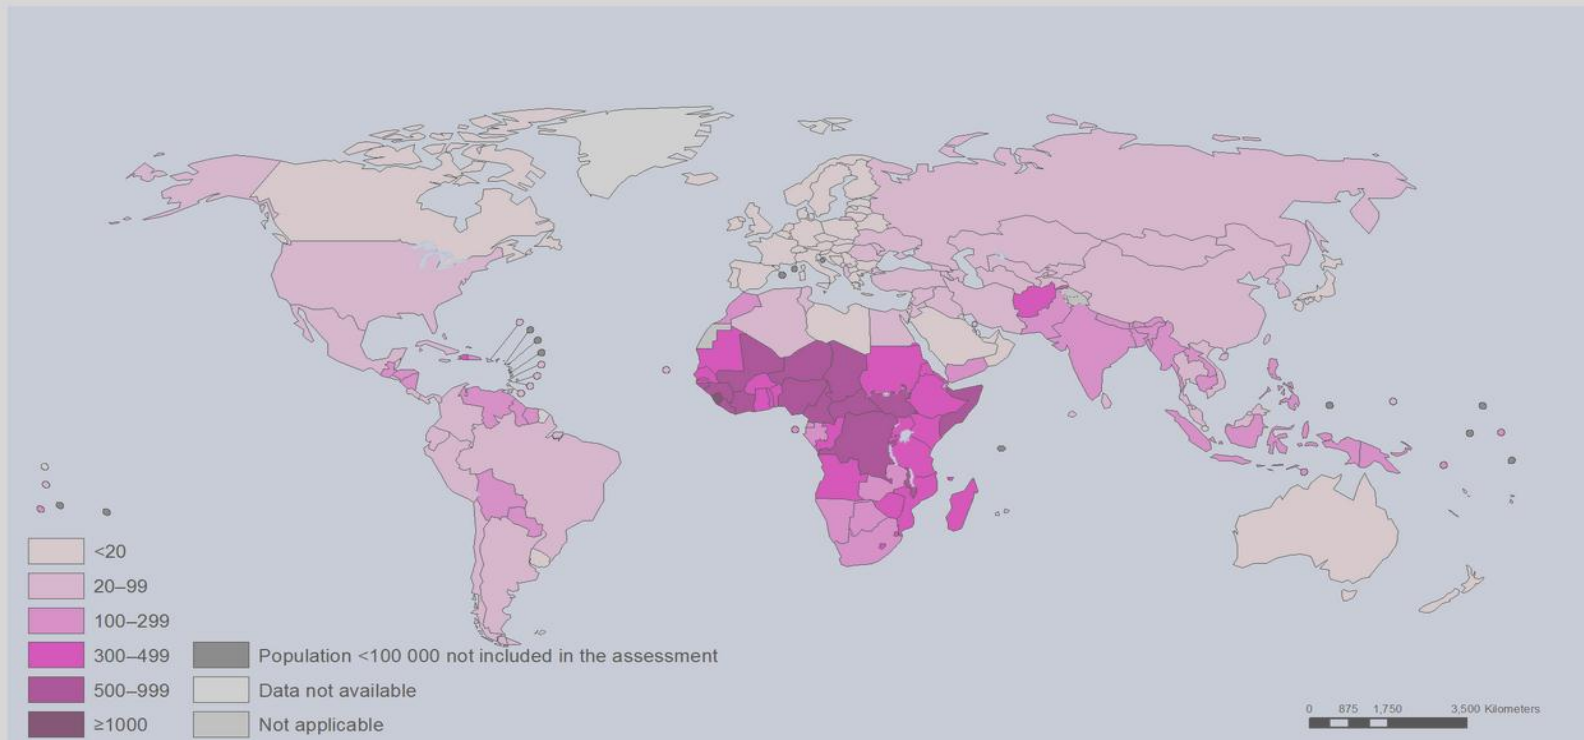 <20
20–99
100–299
300–499
500–999
≥1000
Population <100 000 not included in the assessment
Data not available
Not applicable
0 875 1,750 3,500 Kilometers